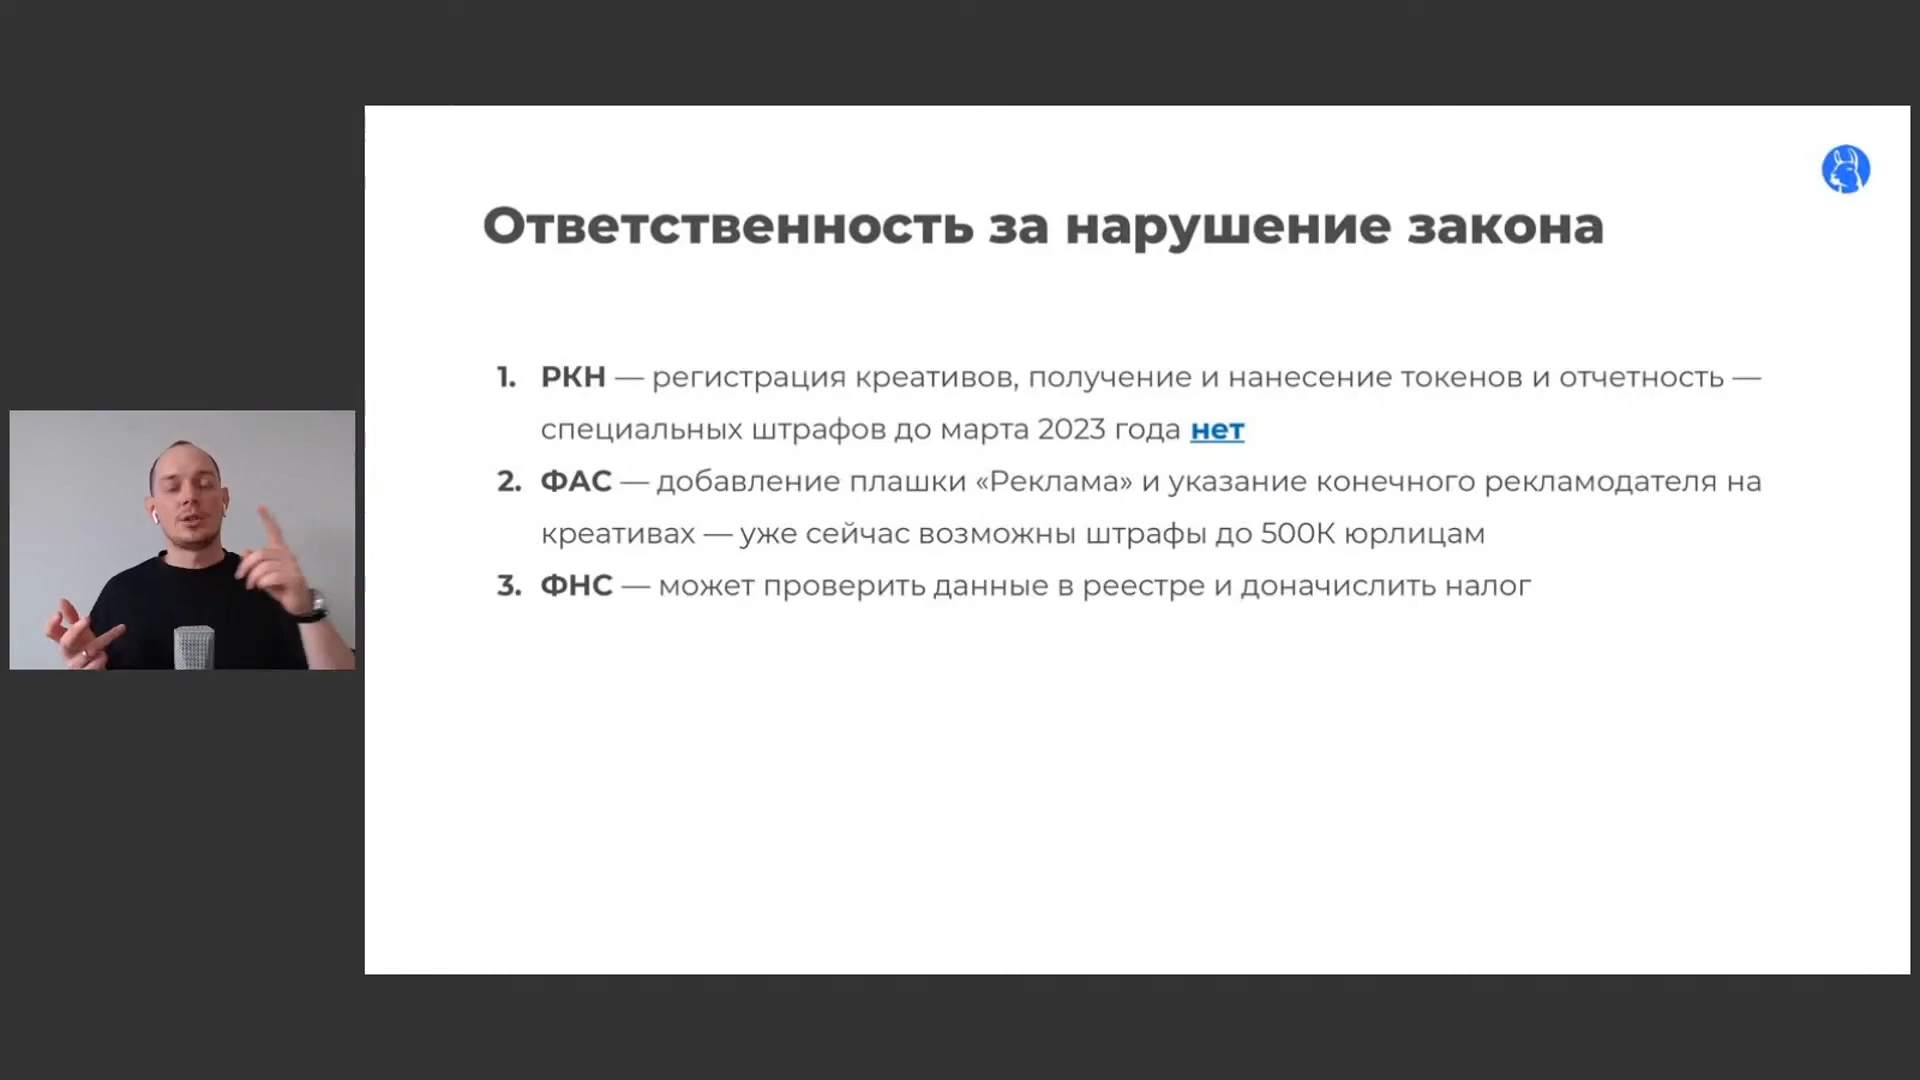 Ответственность за нарушение закона
1. РКН — регистрация креативов, получение и нанесение токенов и отчетность —
специальных штрафов до марта 2023 года нет
2. ФАС — добавление плашки «Реклама» и указание конечного рекламодателя на
креативах — уже сейчас возможны штрафы до 500К юрлицам
3. ФНС — может проверить данные в реестре и доначислить налог